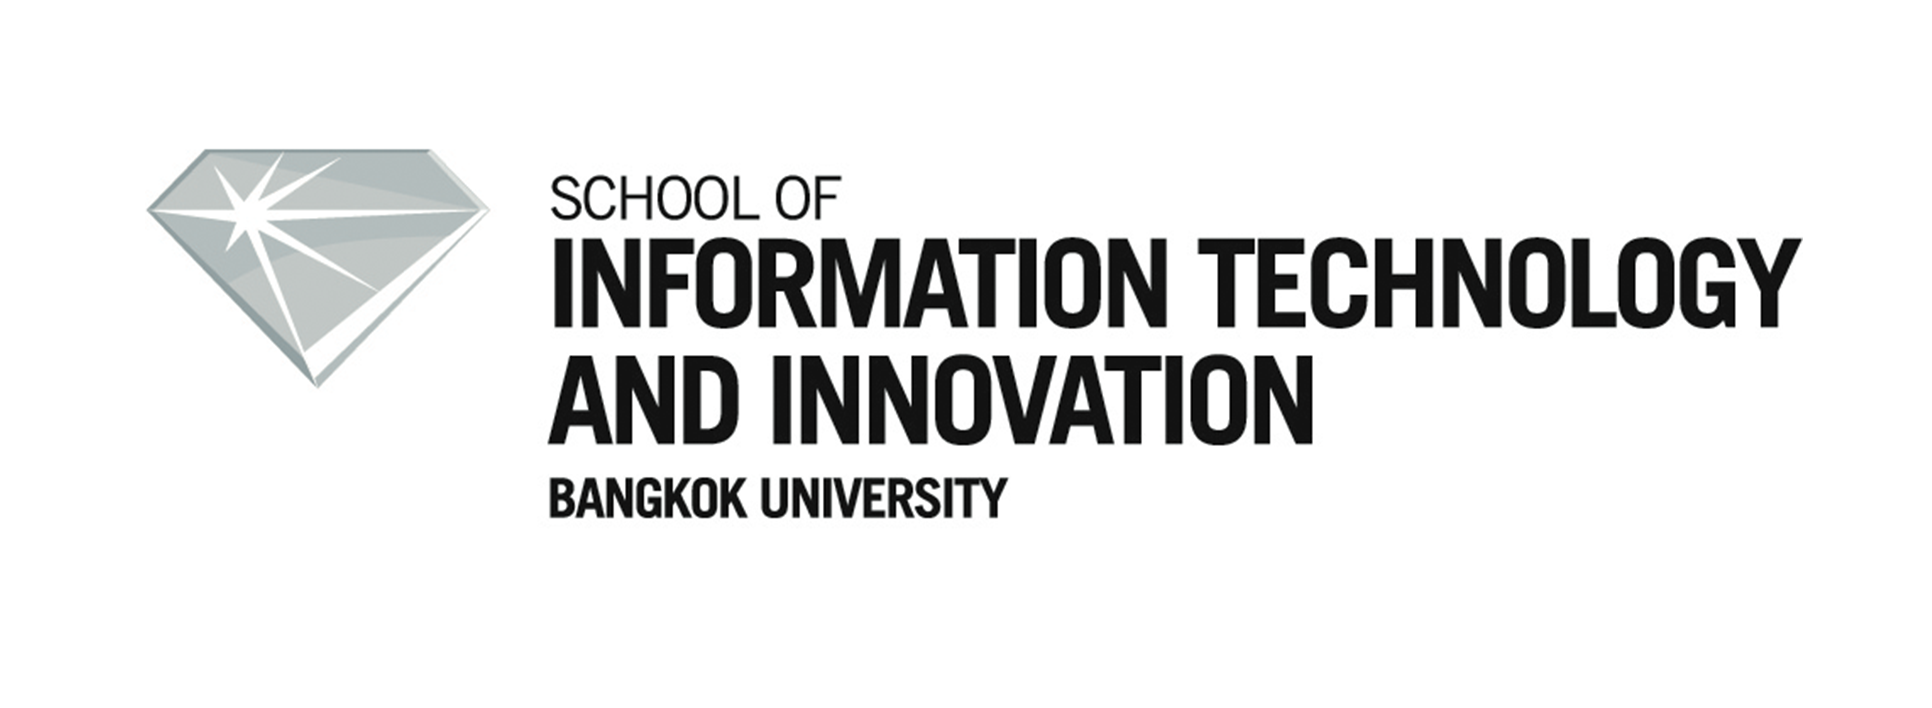 SCHOOL OF
INFORMATION TECHNOLOGY
AND INNOVATION
BANGKOK UNIVERSITY